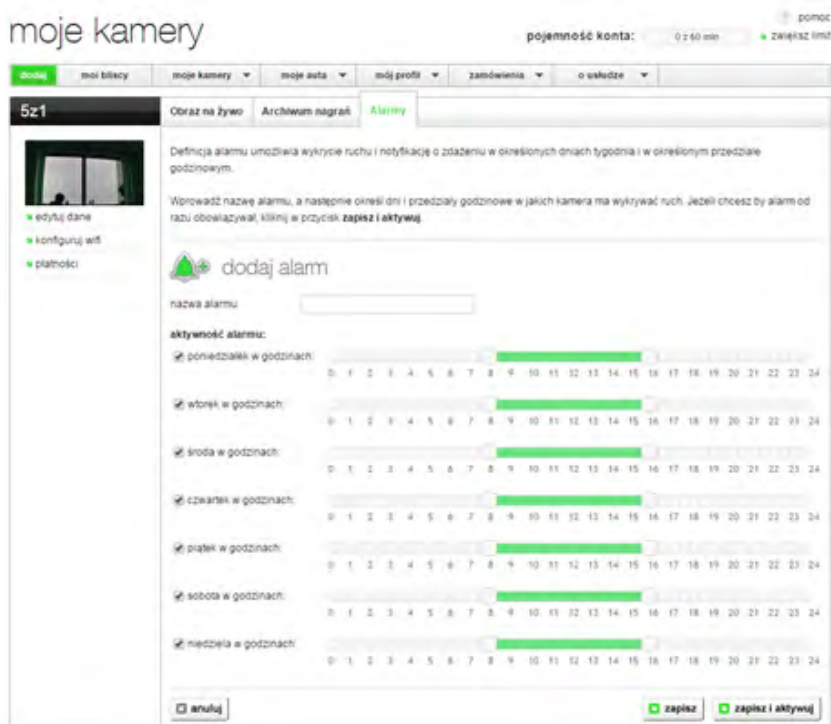 moje kamery
pomoc
pojemność konta: 0 z 60 min
zwiększ limit
dodaj moi bliscy moje kamery moje auta mój profil zamówienia o usłudze
5z1
Obraz na żywo Archiwum nagrań Alarmy
Definicja alarmu umożliwia wykrycie ruchu i notyfikację o zdażeniu w określonych dniach tygodnia i w określonym przedziale
godzinowym.
Wprowadź nazwę alarmu, a następnie określ dni i przedziały godzinowe w jakich kamera ma wykrywać ruch. Jeżeli chcesz by alarm od
razu obowiązywał, kliknij w przycisk zapisz i aktywuj.
edytuj dane
konfiguruj wifi
płatności
dodaj alarm
nazwa alarmu
aktywność alarmu:
poniedziałek w godzinach:
0 1 2 3 4 5 6 7 8 9 10 11 12 13 14 15 16 17 18 19 20 21 22 23 24
wtorek w godzinach:
0 1 2 3 4 5 6 7 8 9 10 11 12 13 14 15 16 17 18 19 20 21 22 23 24
środa w godzinach:
0 1 2 3 4 5 6 7 8 9 10 11 12 13 14 15 16 17 18 19 20 21 22 23 24
czwartek w godzinach:
0 1 2 3 4 5 6 7 8 9 10 11 12 13 14 15 16 17 18 19 20 21 22 23 24
piątek w godzinach:
0 1 2 3 4 5 6 7 8 9 10 11 12 13 14 15 16 17 18 19 20 21 22 23 24
sobota w godzinach:
0 1 2 3 4 5 6 7 8 9 10 11 12 13 14 15 16 17 18 19 20 21 22 23 24
niedziela w godzinach:
0 1 2 3 4 5 6 7 8 9 10 11 12 13 14 15 16 17 18 19 20 21 22 23 24
anuluj zapisz zapisz i aktywuj